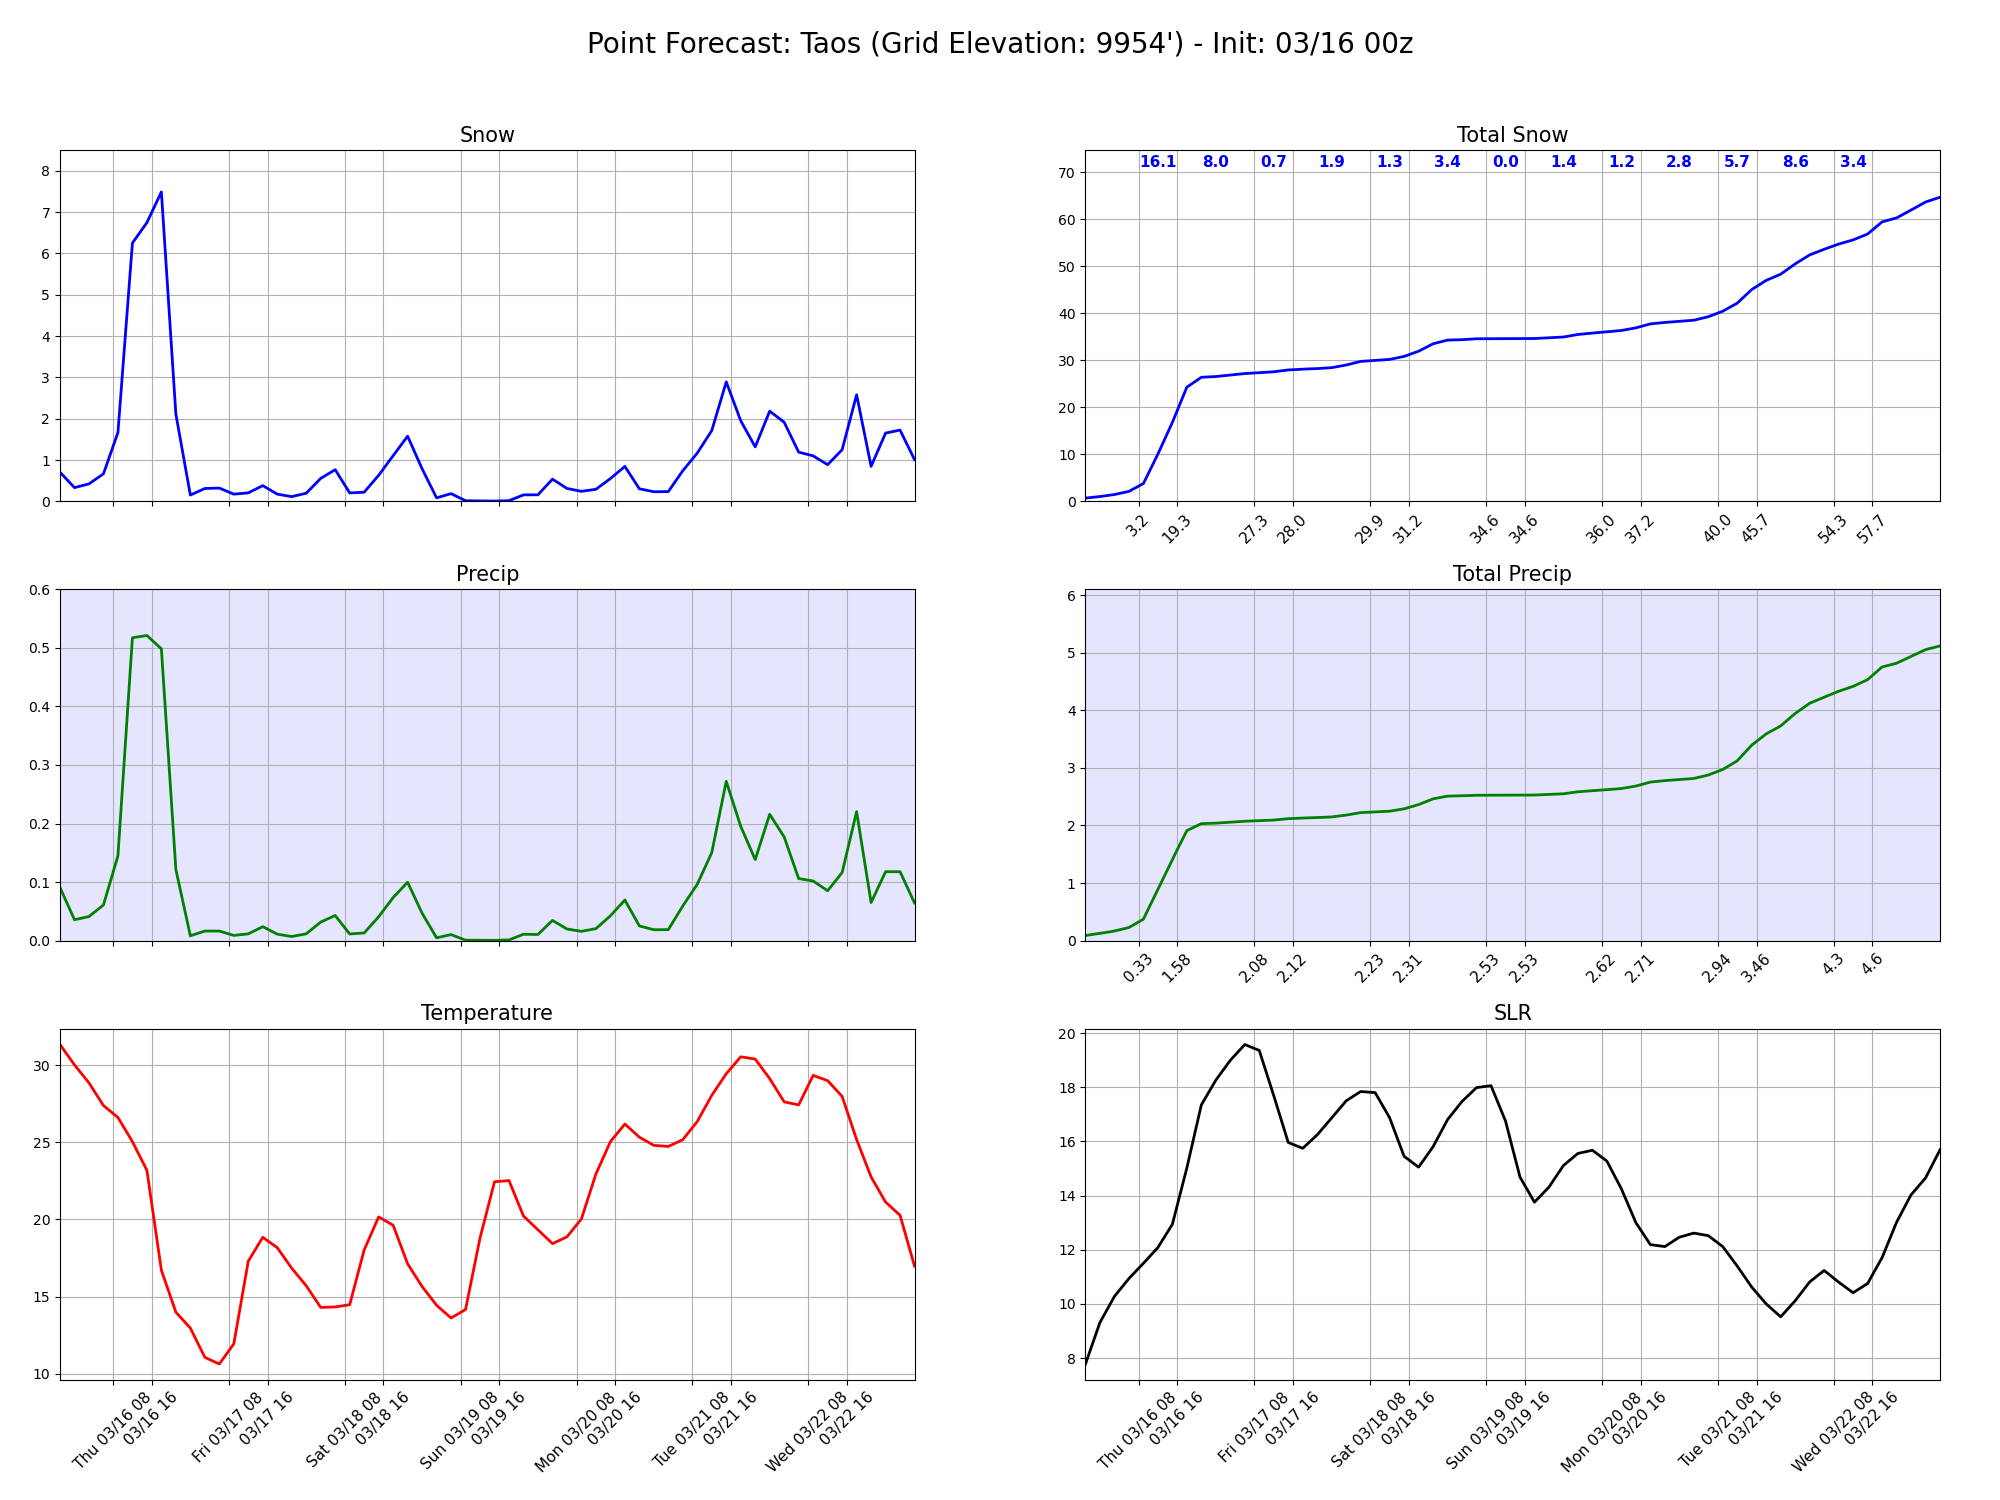 Point Forecast: Taos (Grid Elevation: 9954') - Init: 03/16 00z
Snow
8
7
6
5
4
3
2
1
0
Total Snow
16.1 8.0 0.7 1.9 1.3 3.4 0.0 1.4 1.2 2.8 5.7 8.6 3.4
70
60
50
40
30
20
10
0
3.2 19.3 27.3 28.0 29.9 31.2 34.6 34.6 36.0 37.2 40.0 45.7 54.3 57.7
Precip
0.6
0.5
0.4
0.3
0.2
0.1
0.0
Total Precip
6
5
4
3
2
1
0
0.33 1.58 2.08 2.12 2.23 2.31 2.53 2.53 2.62 2.71 2.94 3.46 4.3 4.6
Temperature
30
25
20
15
10
Thu 03/16 08
03/16 16
Fri 03/17 08
03/17 16
Sat 03/18 08
03/18 16
Sun 03/19 08
03/19 16
Mon 03/20 08
03/20 16
Tue 03/21 08
03/21 16
Wed 03/22 08
03/22 16
SLR
20
18
16
14
12
10
8
Thu 03/16 08
03/16 16
Fri 03/17 08
03/17 16
Sat 03/18 08
03/18 16
Sun 03/19 08
03/19 16
Mon 03/20 08
03/20 16
Tue 03/21 08
03/21 16
Wed 03/22 08
03/22 16